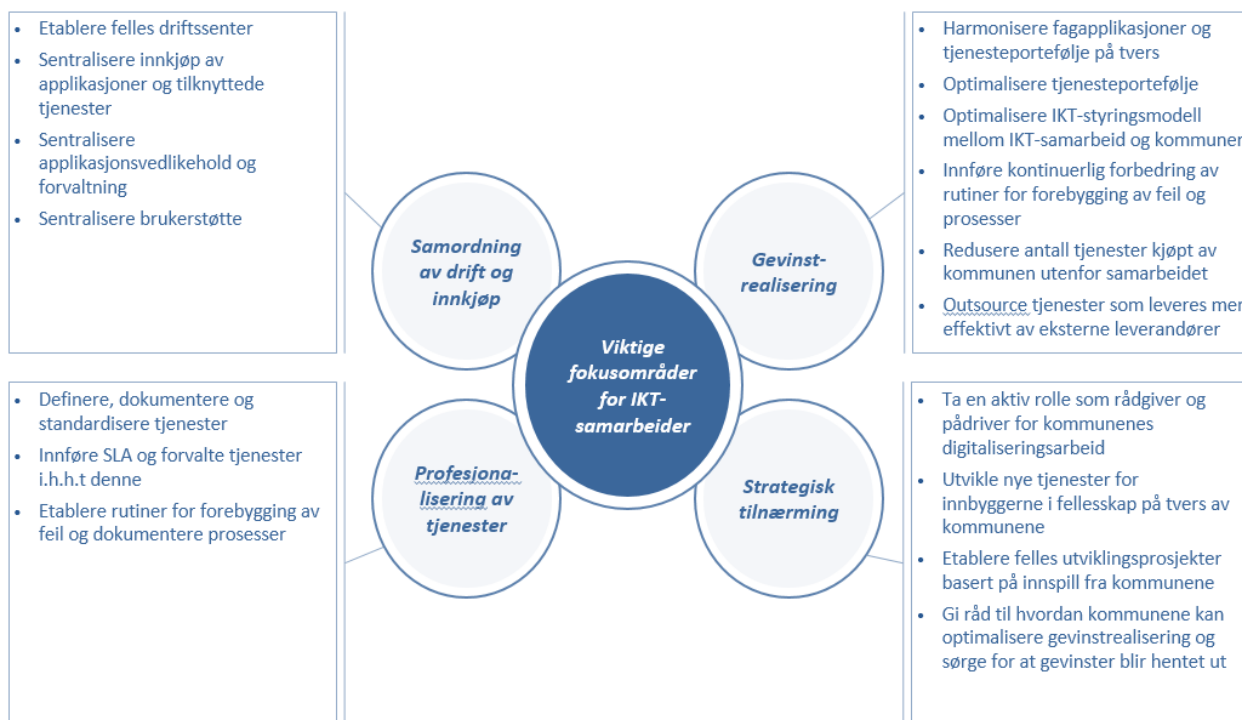 • Etablere felles driftssenter
• Sentralisere innkjøp av
applikasjoner og tilknyttede
tjenester
• Sentralisere
applikasjonsvedlikehold og
forvaltning
• Sentralisere brukerstøtte
• Harmonisere fagapplikasjoner og
tjenesteportefølje på tvers
• Optimalisere tjenesteportefølje
• Optimalisere IKT-styringsmodell
mellom IKT-samarbeid og kommuner
• Innføre kontinuerlig forbedring av
rutiner for forebygging av feil og
prosesser
• Redusere antall tjenester kjøpt av
kommunen utenfor samarbeidet
• Outsource tjenester som leveres mer
effektivt av eksterne leverandører
Samordning
av drift og
innkjøp
Gevinst-
realisering
Viktige
fokusområder
for IKT-
samarbeider
Profesjona-
lisering av
tjenester
Strategisk
tilnærming
• Definere, dokumentere og
standardisere tjenester
• Innføre SLA og forvalte tjenester
i.h.h.t denne
• Etablere rutiner for forebygging av
feil og dokumentere prosesser
• Ta en aktiv rolle som rådgiver og
pådriver for kommunenes
digitaliseringsarbeid
• Utvikle nye tjenester for
innbyggerne i fellesskap på tvers av
kommunene
• Etablere felles utviklingsprosjekter
basert på innspill fra kommunene
• Gi råd til hvordan kommunene kan
optimalisere gevinstrealisering og
sørge for at gevinster blir hentet ut